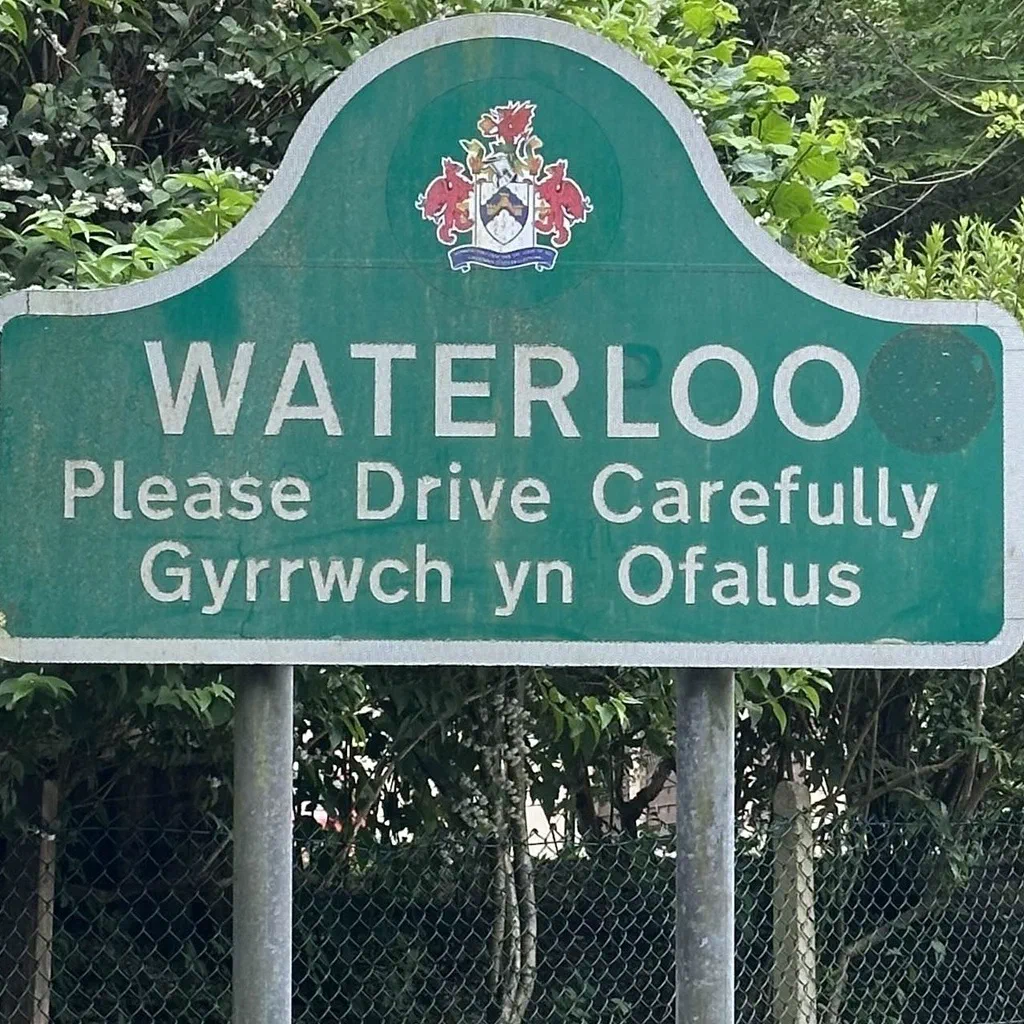 WATERLOO
Please Drive Carefully
Gyrrwch yn Ofalus